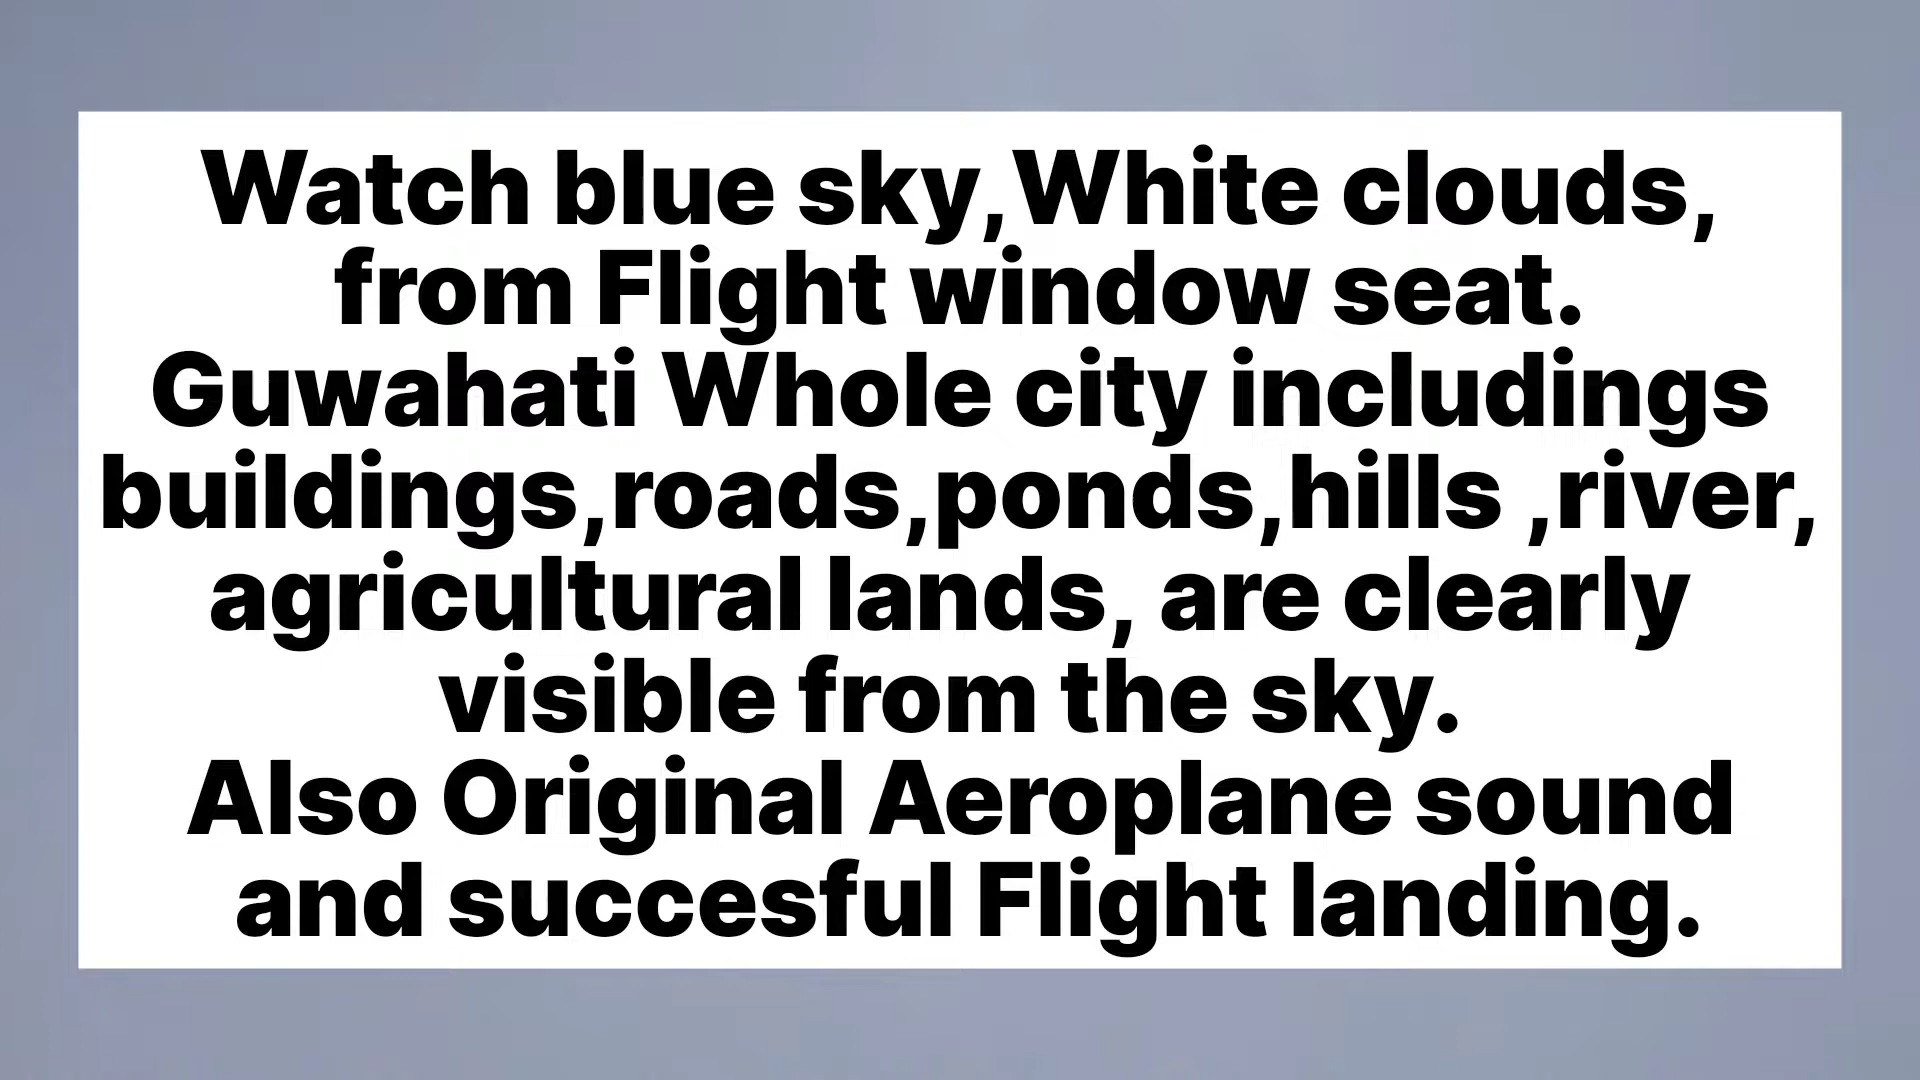 Watch blue sky,White clouds,
from Flight window seat.
Guwahati Whole city includings
buildings,roads,ponds,hills ,river,
agricultural lands, are clearly
visible from the sky.
Also Original Aeroplane sound
and succesful Flight landing.